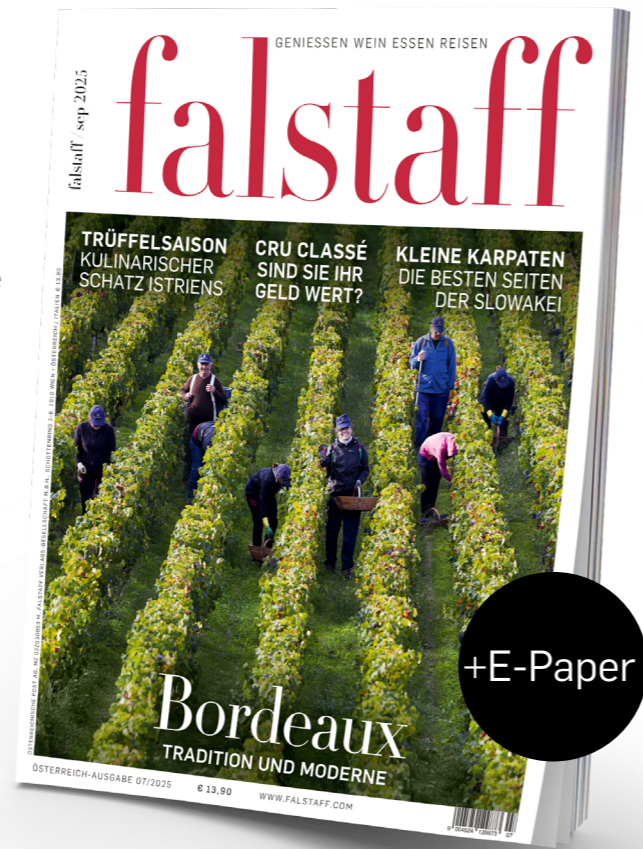 GENIESSEN WEIN ESSEN REISEN
falstaff
falstaff / sep 2025
TRÜFFELSAISON
KULINARISCHER
SCHATZ ISTRIENS
CRU CLASSÉ
SIND SIE IHR
GELD WERT?
KLEINE KARPATEN
DIE BESTEN SEITEN
DER SLOWAKEI
+E-Paper
Bordeaux
TRADITION UND MODERNE
ÖSTERREICH-AUSGABE 07/2025
€ 13,90
WWW.FALSTAFF.COM